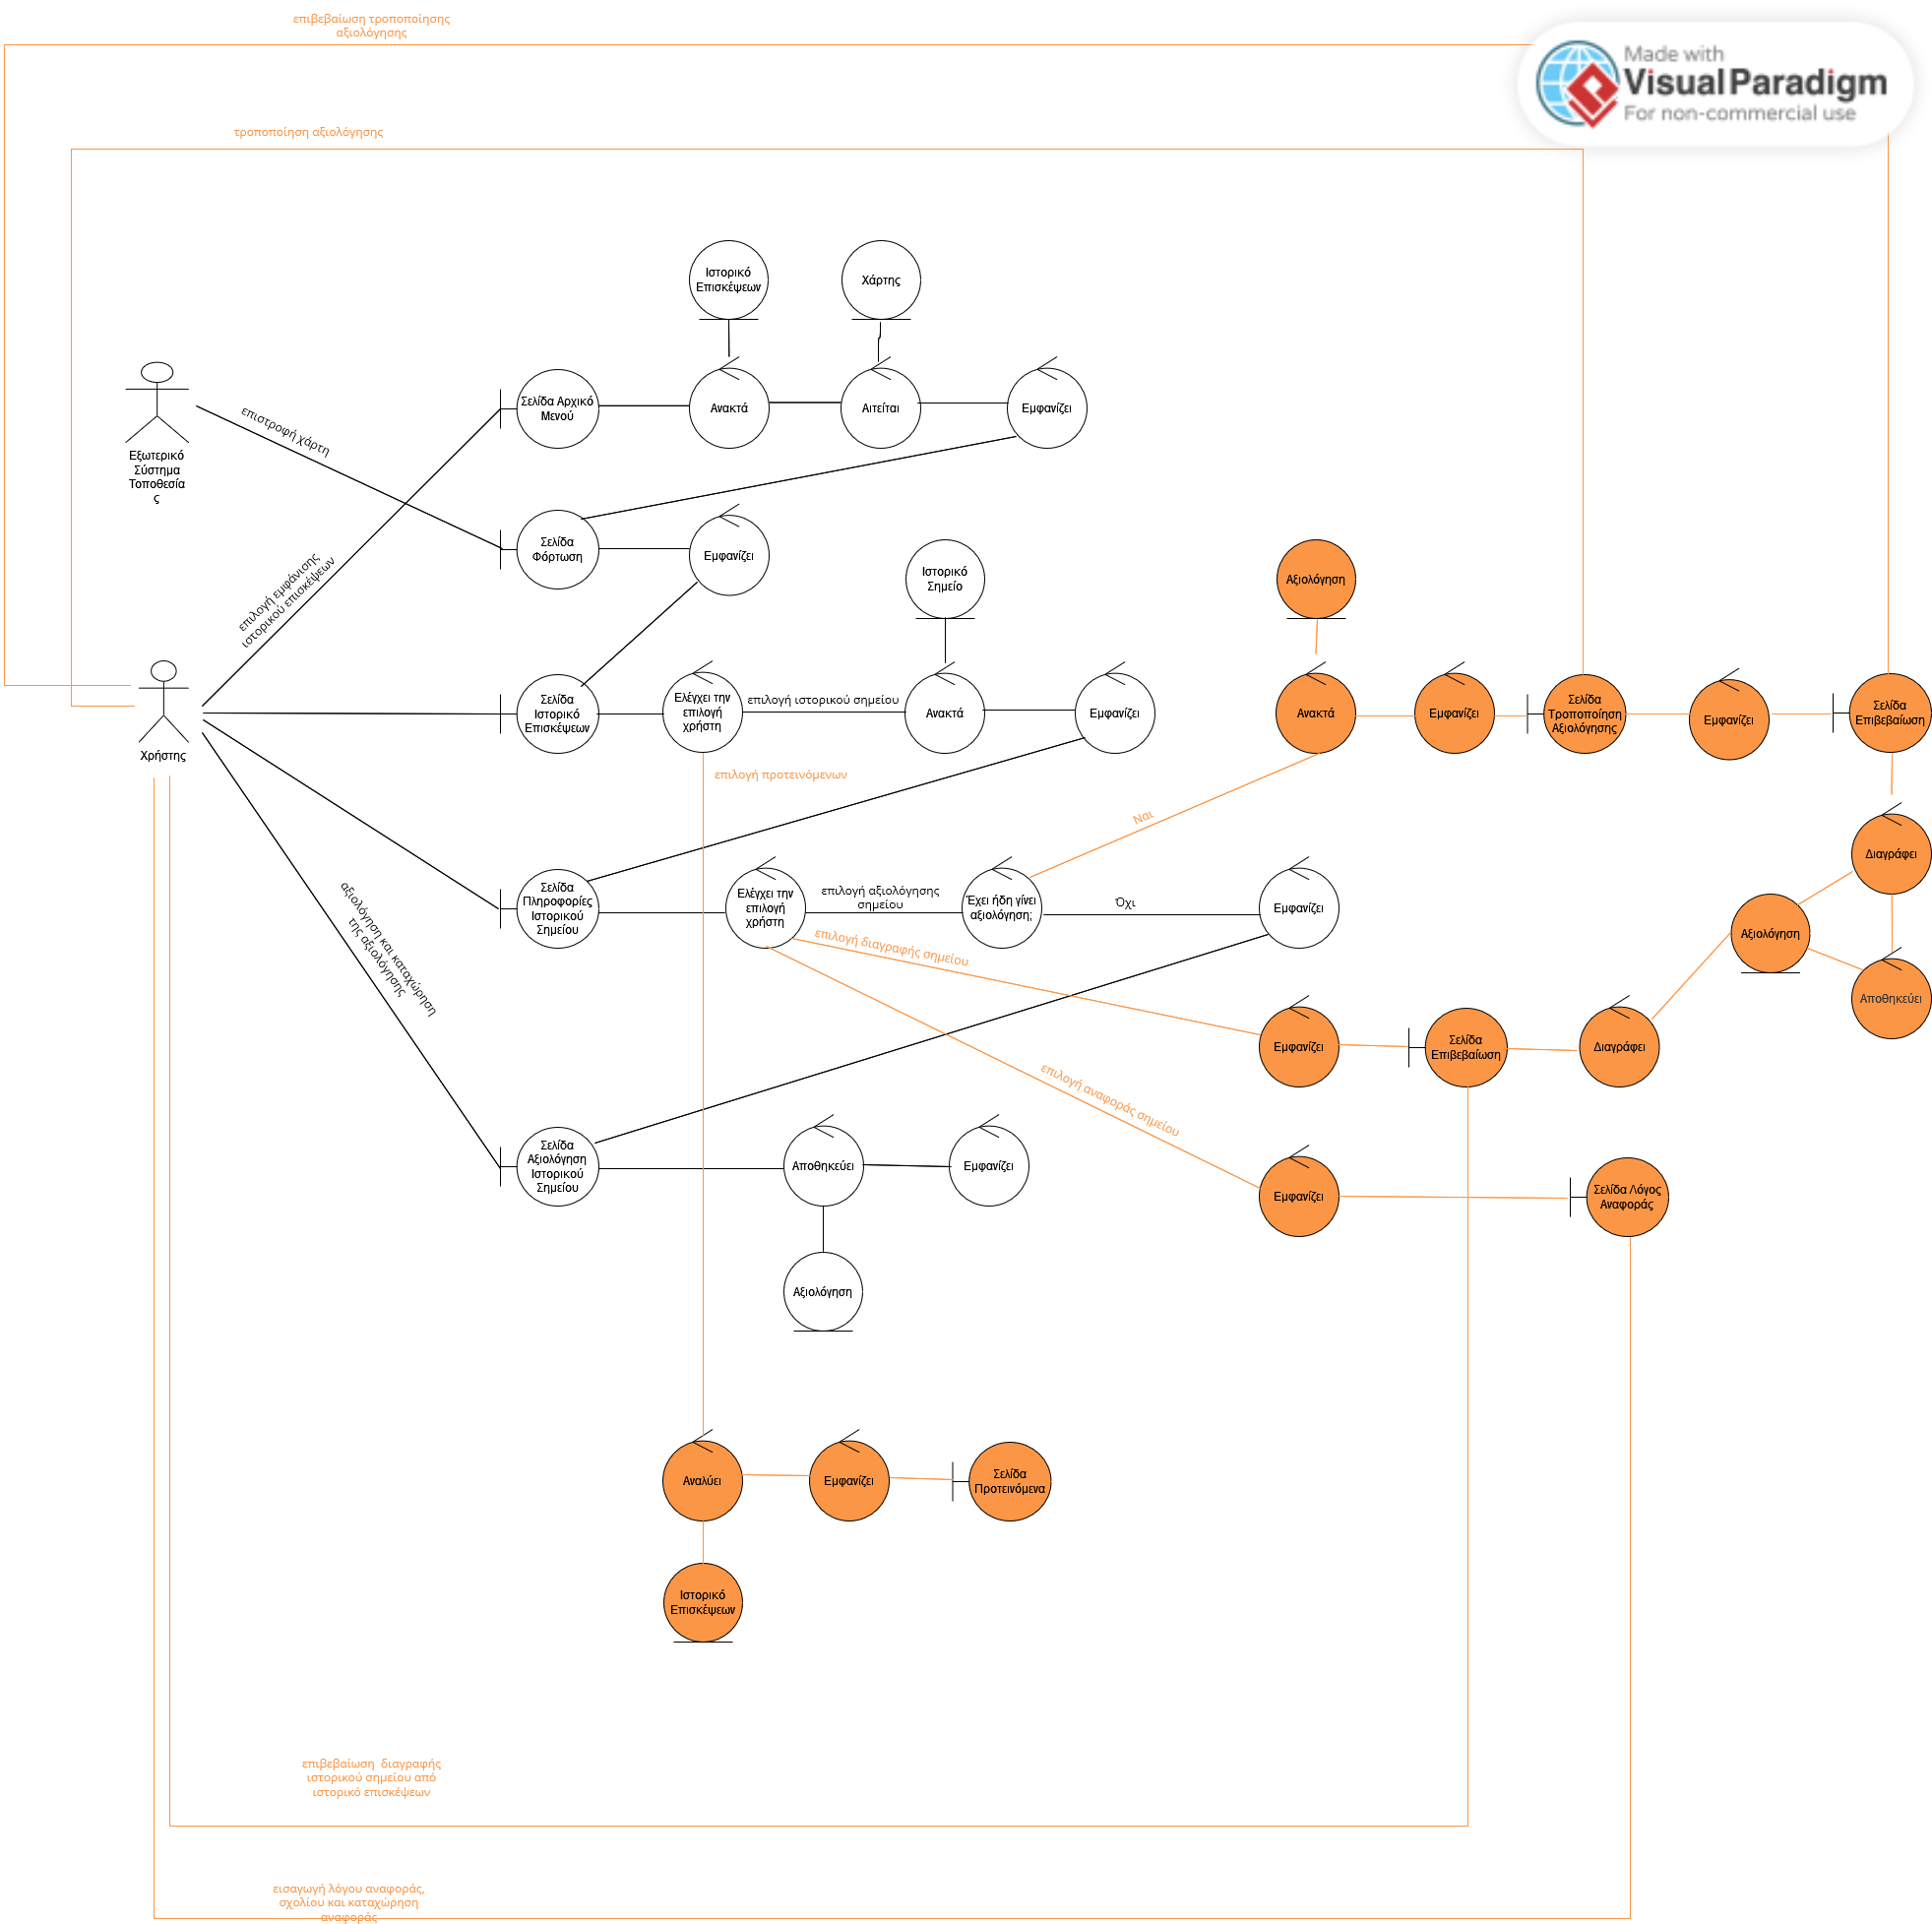 επιβεβαίωση τροποποίησης
αξιολόγησης
Made with
Visual Paradigm
For non-commercial use
τροποποίηση αξιολόγησης
Ιστορικό
Επισκέψεων
Χάρτης
Σελίδα Αρχικό
Μενού
Ανακτά
Αιτείται
Εμφανίζει
επιστροφή χάρτη
Εξωτερικό
Σύστημα
Τοποθεσία
ς
Σελίδα
Φόρτωση
Εμφανίζει
επιλογή εμφάνισης
ιστορικού επισκέψεων
Ιστορικό
Σημείο
Αξιολόγηση
Χρήστης
Σελίδα
Ιστορικό
Επισκέψεων
Ελέγχει την
επιλογή
χρήστη
επιλογή ιστορικού σημείου
Ανακτά
Εμφανίζει
Ανακτά
Εμφανίζει
Σελίδα
Τροποποίηση
Αξιολόγησης
Εμφανίζει
Σελίδα
Επιβεβαίωση
επιλογή προτεινόμενων
Ναι
Διαγράφει
Σελίδα
Πληροφορίες
Ιστορικού
Σημείου
Ελέγχει την
επιλογή
χρήστη
επιλογή αξιολόγησης
σημείου
Έχει ήδη γίνει
αξιολόγηση;
Όχι
Εμφανίζει
αξιολόγηση και καταχώρηση
της αξιολόγησης
επιλογή διαγραφής σημείου
Αξιολόγηση
Αποθηκεύει
Εμφανίζει
Σελίδα
Επιβεβαίωση
Διαγράφει
επιλογή αναφοράς σημείου
Σελίδα
Αξιολόγηση
Ιστορικού
Σημείου
Αποθηκεύει
Εμφανίζει
Εμφανίζει
Σελίδα Λόγος
Αναφοράς
Αξιολόγηση
Αναλύει
Εμφανίζει
Σελίδα
Προτεινόμενα
Ιστορικό
Επισκέψεων
επιβεβαίωση  διαγραφής
ιστορικού σημείου από
ιστορικό επισκέψεων
εισαγωγή λόγου αναφοράς,
σχολίου και καταχώρηση
αναφοράς